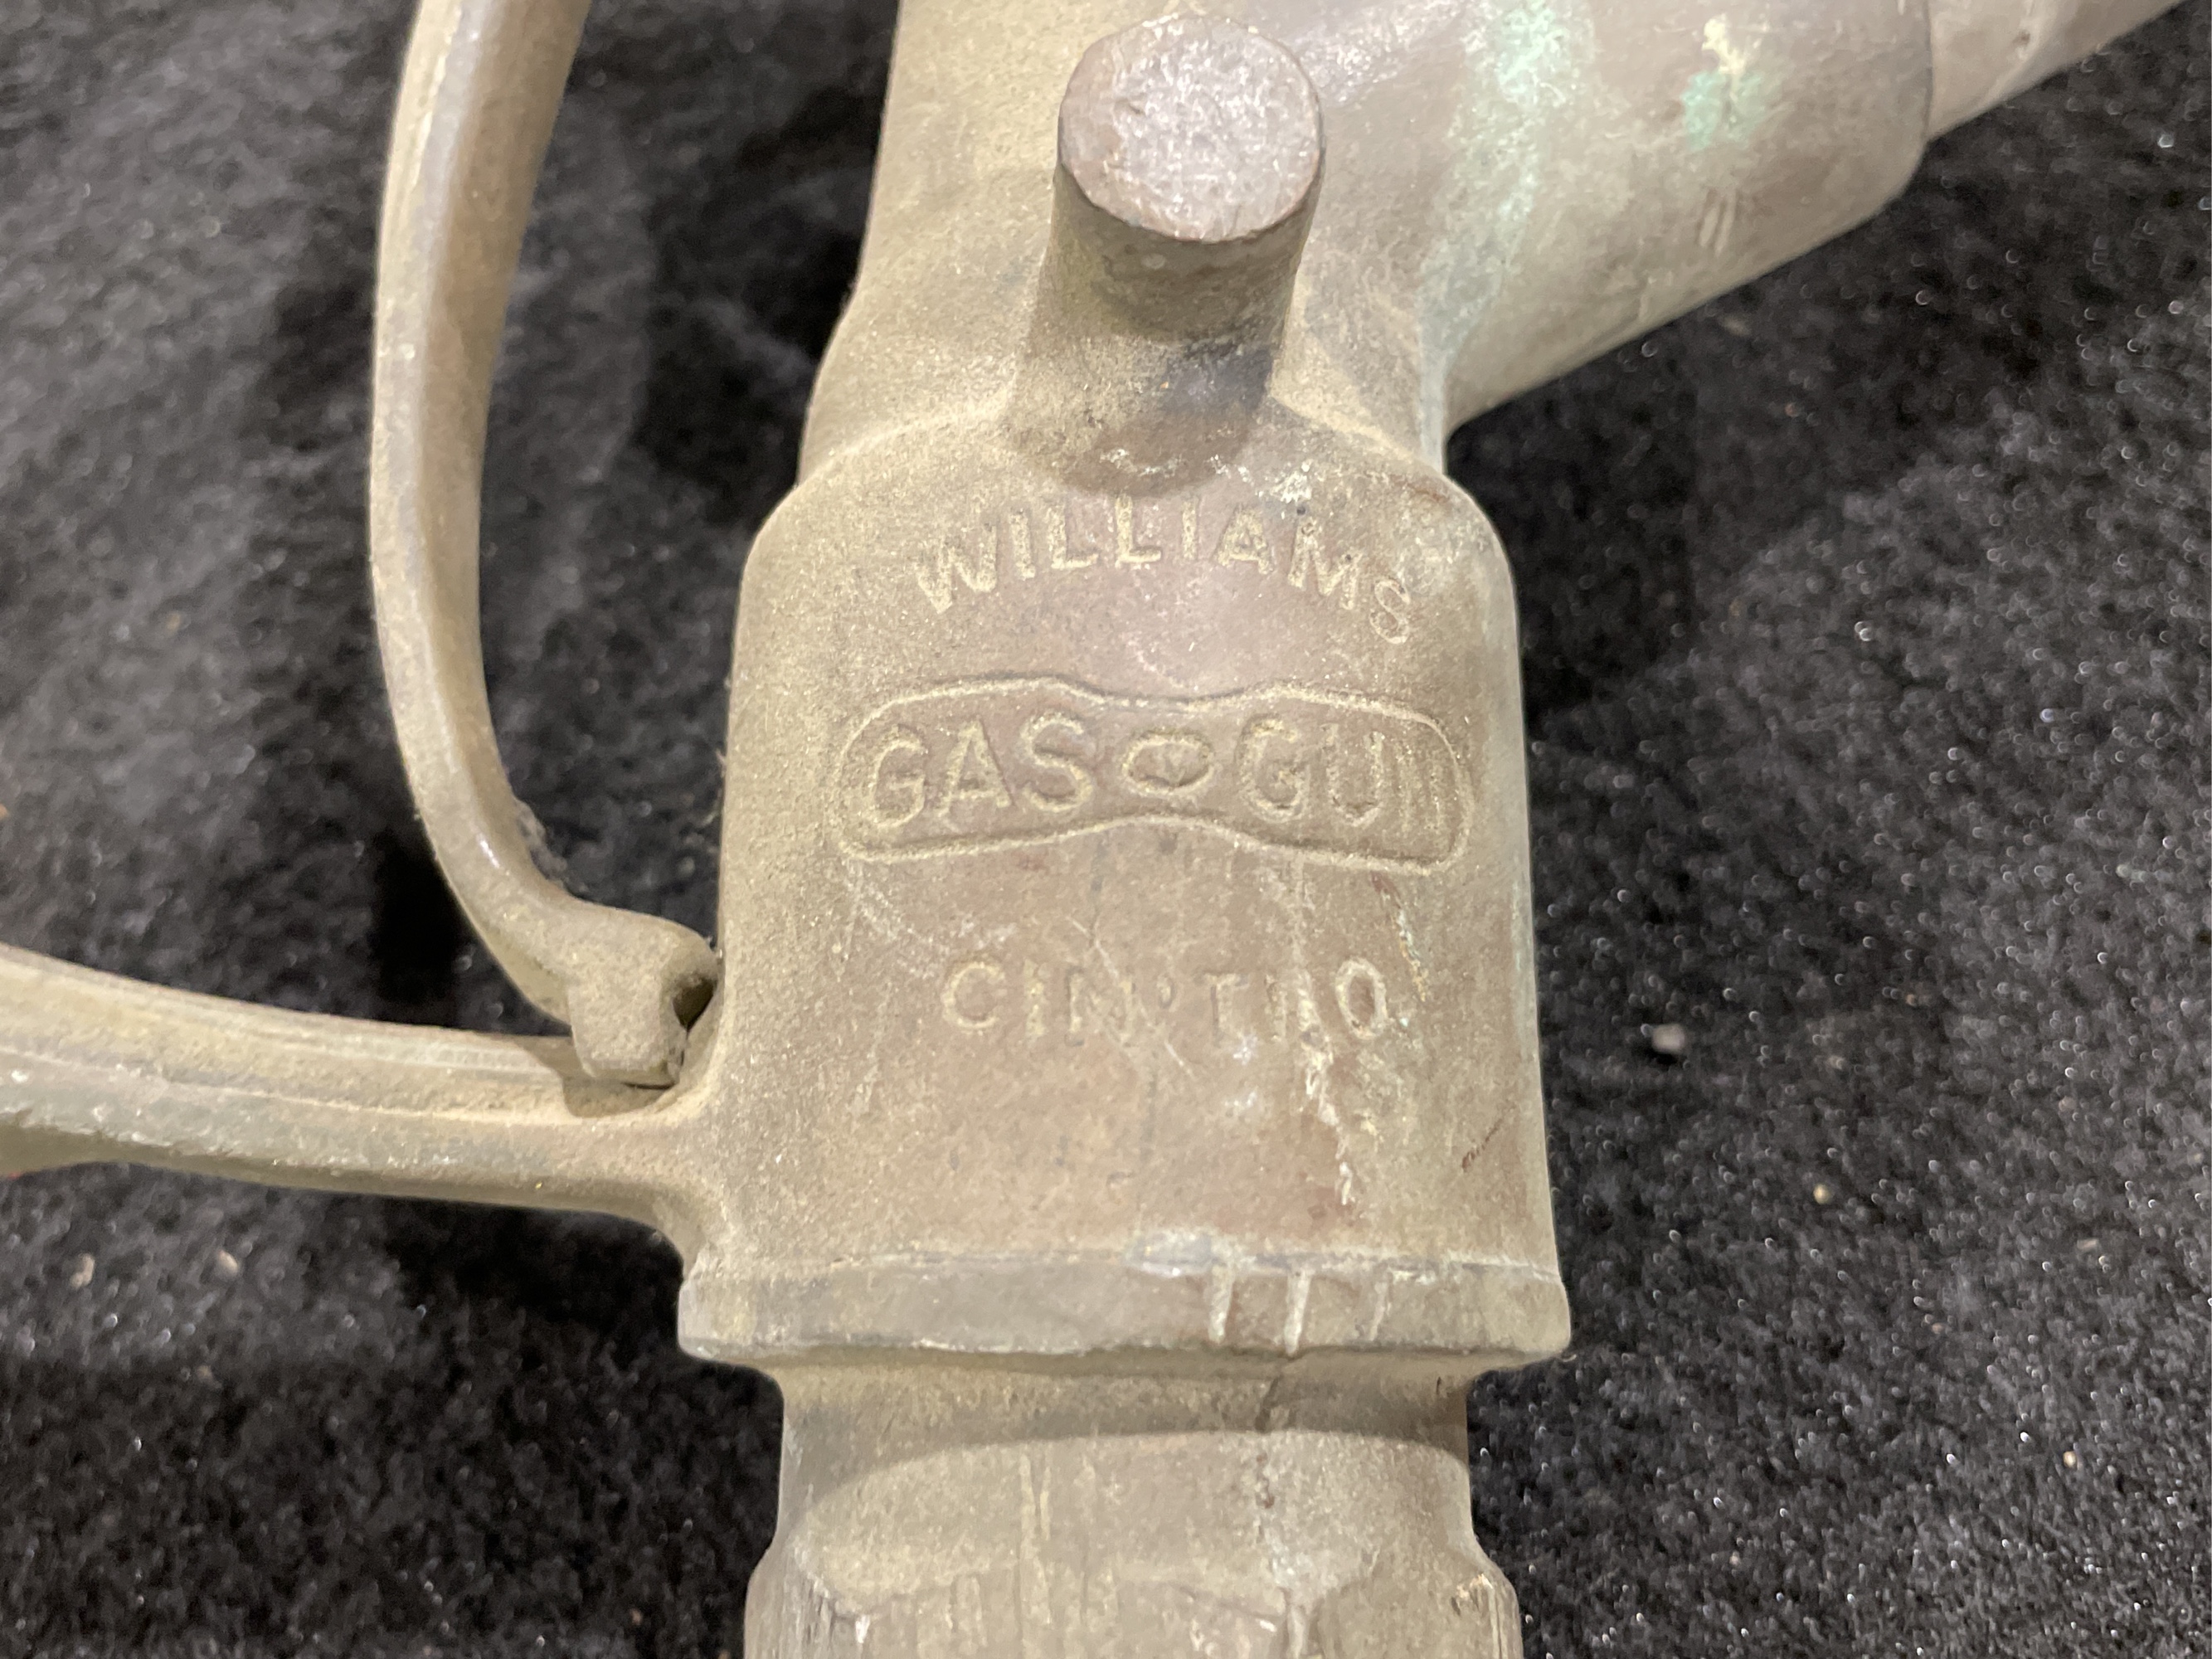 WILLIAMS
GAS GUN
CIN'TI O.